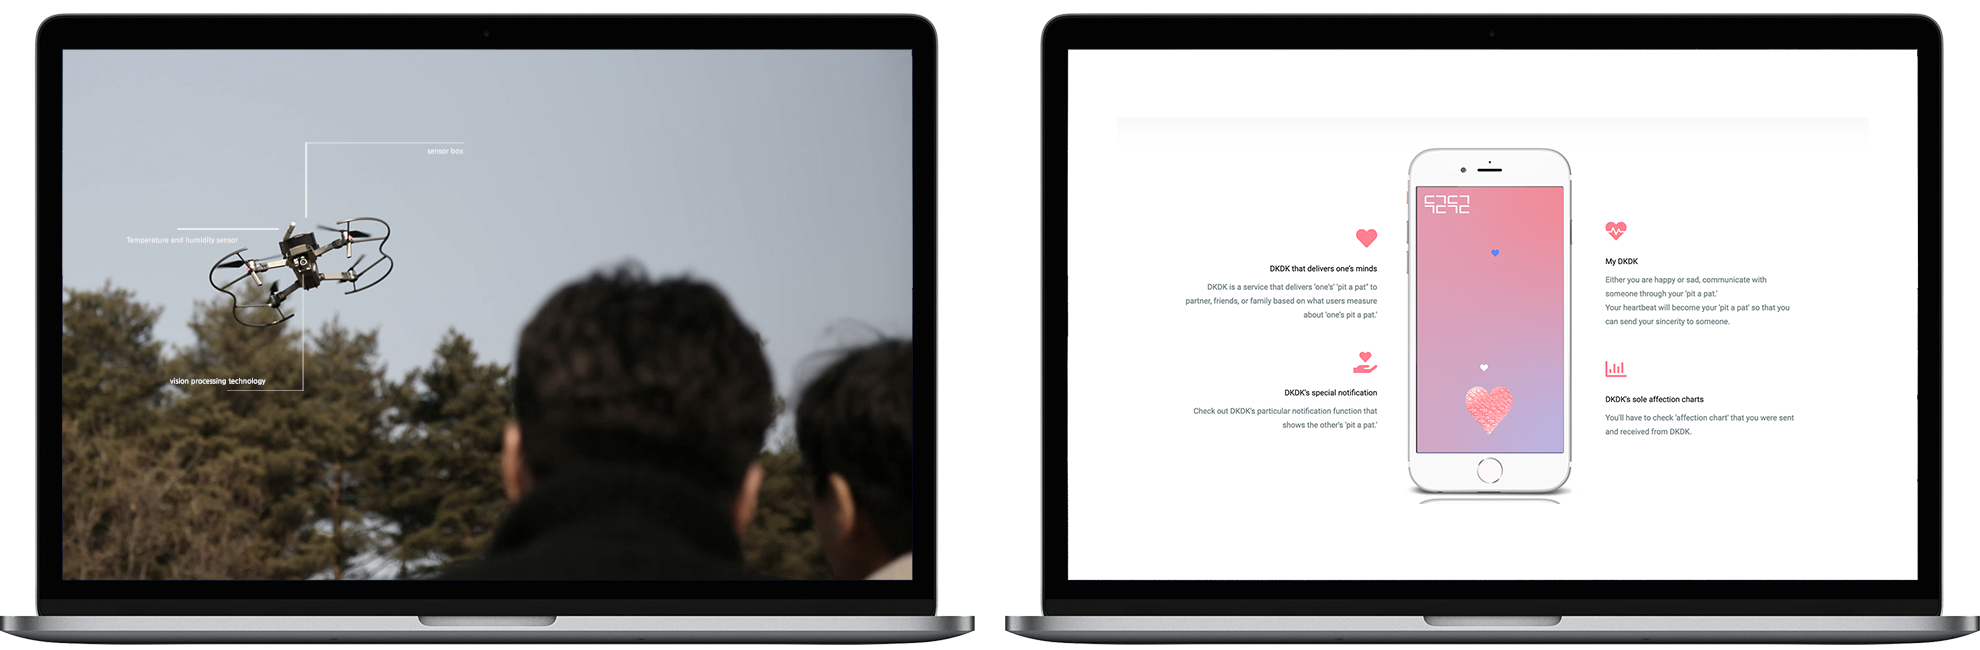 sensor box
Temperature and humidity sensor
vision processing technology
DKDK that delivers one's minds
DKDK is a service that delivers 'one's' 'pit a pat" to
partner, friends, or family based on what users measure
about 'one's pit a pat.'
DKDK's special notification
Check out DKDK's particular notification function that
shows the other's 'pit a pat.'
My DKDK
Either you are happy or sad, communicate with
someone through your 'pit a pat.'
Your heartbeat will become your 'pit a pat' so that you
can send your sincerity to someone.
DKDK's sole affection charts
You'll have to check 'affection chart' that you were sent
and received from DKDK.